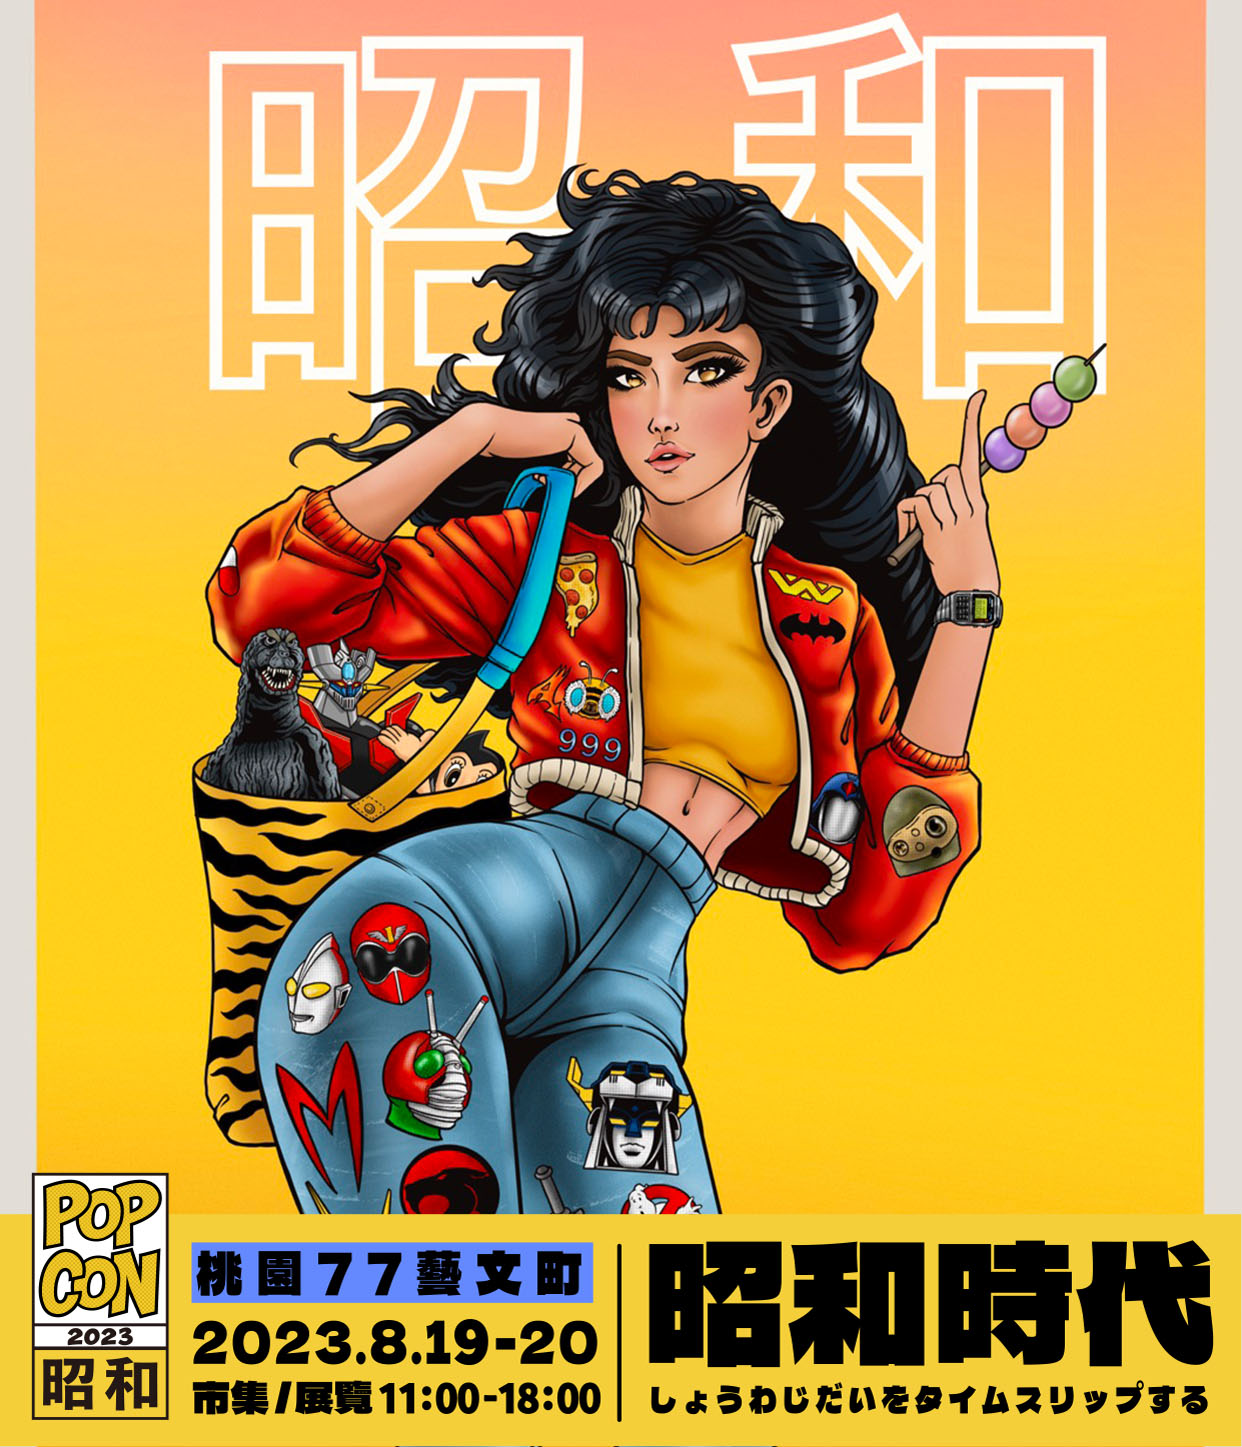 昭和
999
POP
CON
2023
昭和
桃園77藝文町
2023.8.19-20
市集/展覽 11:00-18:00
昭和時代
しょうわじだいをタイムスリップする